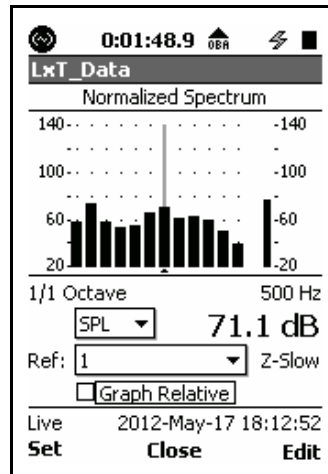 0:01:48.9 OBA
LxT_Data
Normalized Spectrum
140 -140
100 -100
60 -60
20 -20
1/1 Octave 500 Hz
SPL 71.1 dB
Ref: 1 Z-Slow
Graph Relative
Live 2012-May-17 18:12:52
Set Close Edit